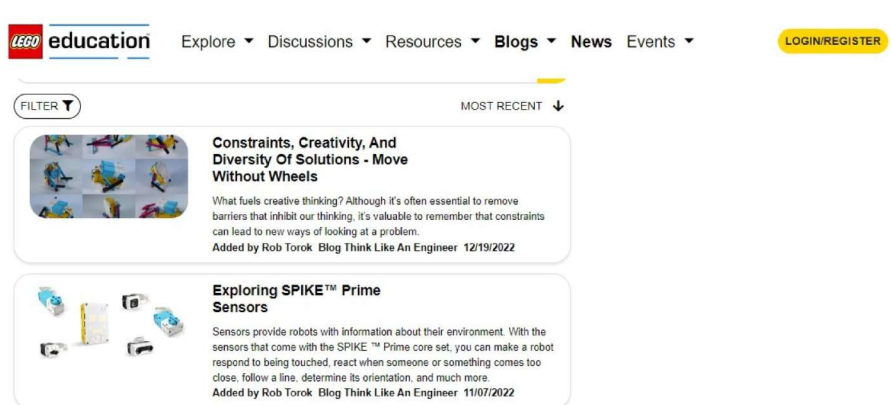 LEGO education Explore Discussions Resources Blogs News Events LOGIN/REGISTER
FILTER MOST RECENT
Constraints, Creativity, And
Diversity Of Solutions - Move
Without Wheels
What fuels creative thinking? Although it's often essential to remove
barriers that inhibit our thinking, it's valuable to remember that constraints
can lead to new ways of looking at a problem.
Added by Rob Torok Blog Think Like An Engineer 12/19/2022
Exploring SPIKE™ Prime
Sensors
Sensors provide robots with information about their environment. With the
sensors that come with the SPIKE ™ Prime core set, you can make a robot
respond to being touched, react when someone or something comes too
close, follow a line, determine its orientation, and much more.
Added by Rob Torok Blog Think Like An Engineer 11/07/2022